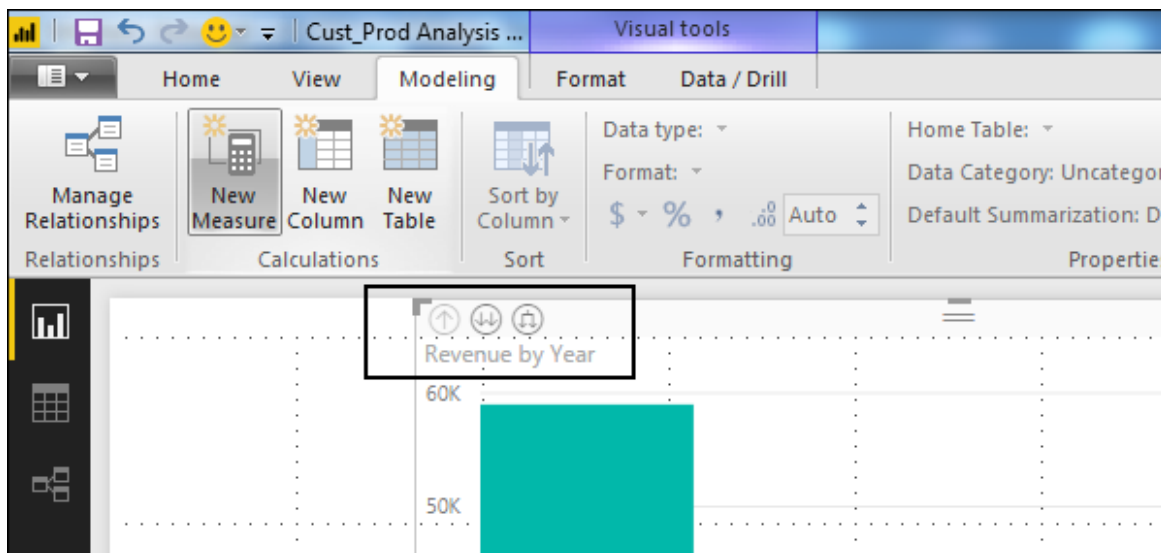 Cust_Prod Analysis ...
Visual tools
Home View Modeling Format Data / Drill
Manage Relationships
New Measure
New Column
New Table
Sort by Column
Data type:
Format:
$ % , .00 Auto
Home Table:
Data Category: Uncategor
Default Summarization: D
Relationships Calculations Sort Formatting Propertie
Revenue by Year
60K
50K